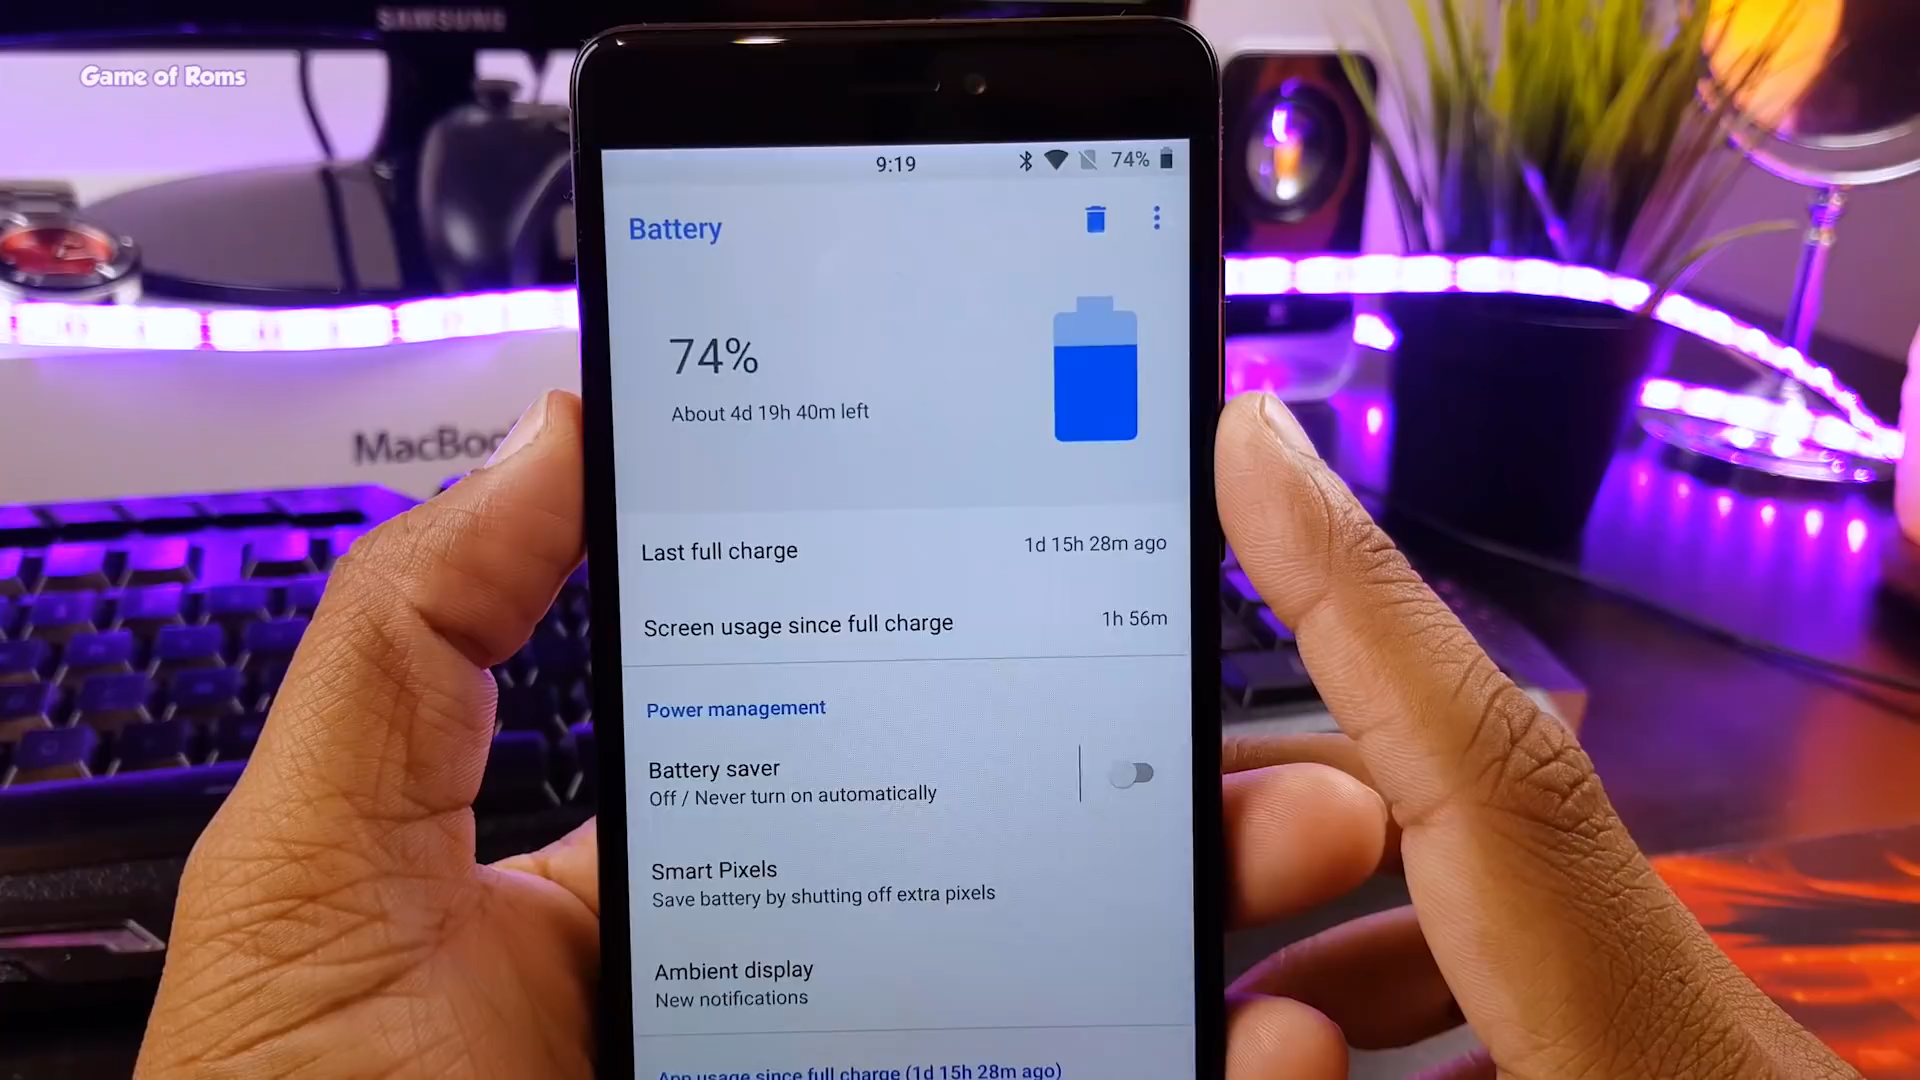 SAMSUNG
Game of Roms
9:19 74%
Battery
74%
About 4d 19h 40m left
MacBoo
Last full charge 1d 15h 28m ago
Screen usage since full charge 1h 56m
Power management
Battery saver
Off / Never turn on automatically
Smart Pixels
Save battery by shutting off extra pixels
Ambient display
New notifications
App usage since full charge (1d 15h 28m ago)